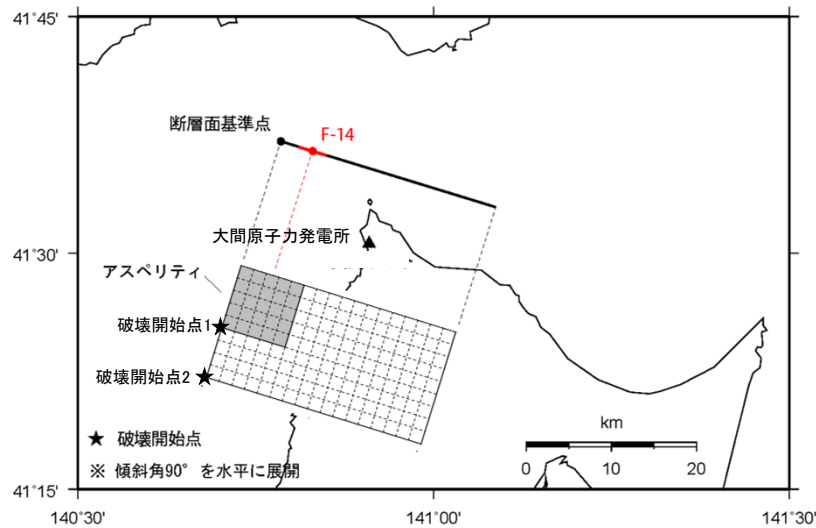 41°45'
断層面基準点
F-14
大間原子力発電所
41°30'
アスペリティ
破壊開始点1
破壊開始点2
km
★ 破壊開始点
※ 傾斜角90° を水平に展開
0 10 20
41°15'
140°30' 141°00' 141°30'